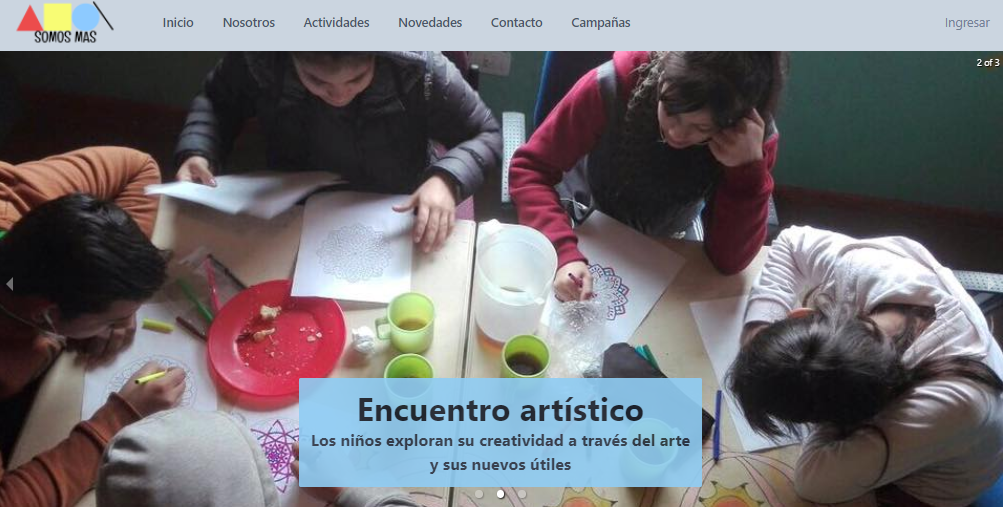 SOMOS MAS
Inicio Nosotros Actividades Novedades Contacto Campañas Ingresar
2 of 3
Encuentro artístico
Los niños exploran su creatividad a través del arte
y sus nuevos útiles